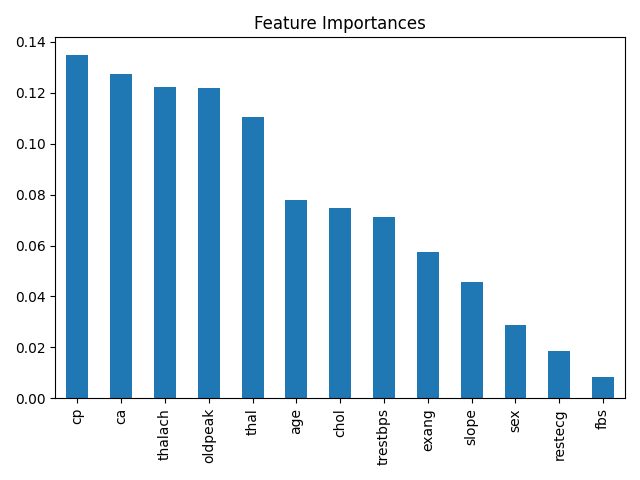 Feature Importances
0.14
0.12
0.10
0.08
0.06
0.04
0.02
0.00
cp
ca
thalach
oldpeak
thal
age
chol
trestbps
exang
slope
sex
restecg
fbs